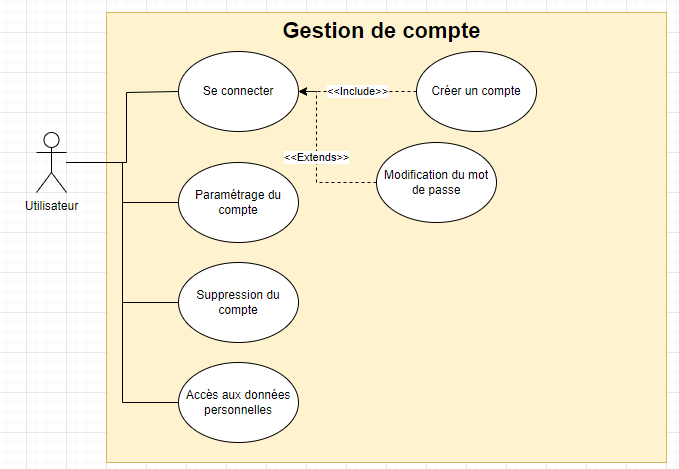 Gestion de compte
Se connecter
<<Include>>
Créer un compte
<<Extends>>
Modification du mot
de passe
Utilisateur
Paramétrage du
compte
Suppression du
compte
Accès aux données
personnelles